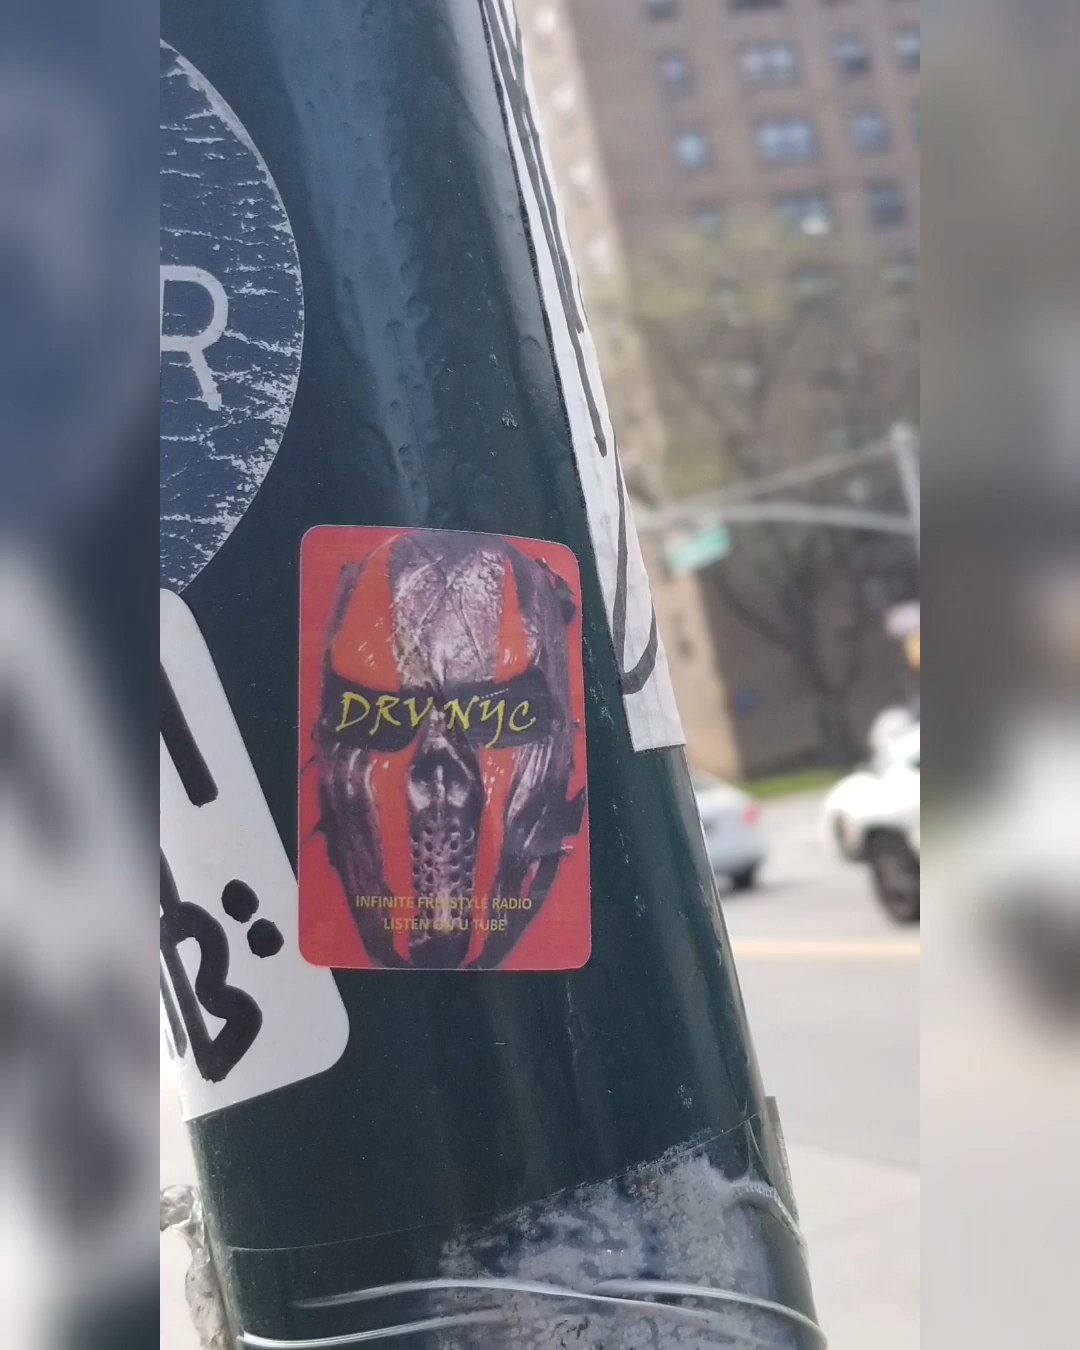 R
DRV NYC
INFINITE FREESTYLE RADIO
LISTEN ON U TUBE
B: